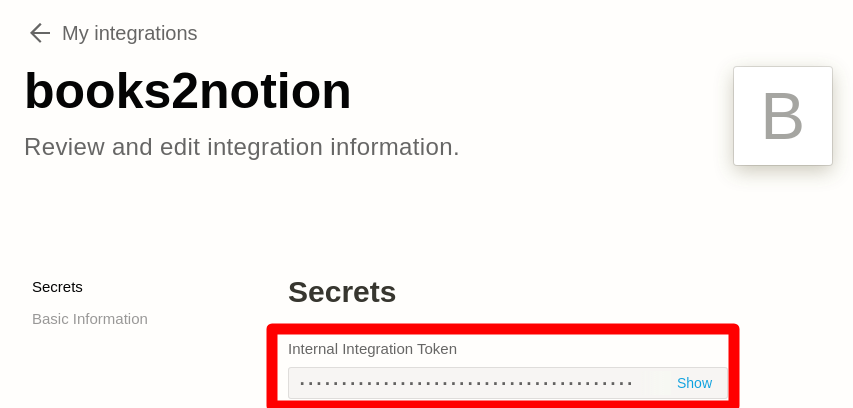 My integrations
books2notion
B
Review and edit integration information.
Secrets
Basic Information
Secrets
Internal Integration Token
Show